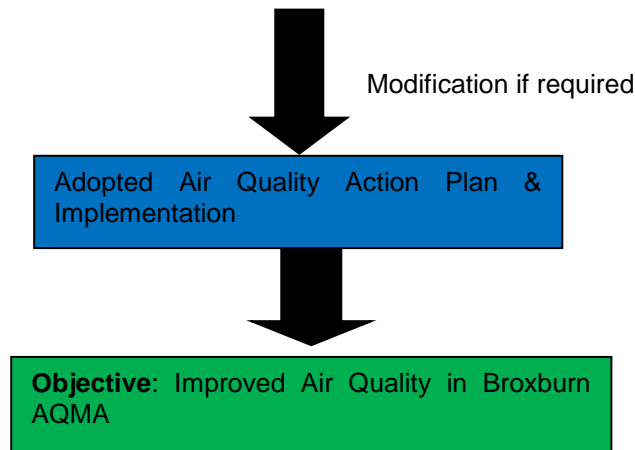 Modification if required
Adopted Air Quality Action Plan &
Implementation
Objective: Improved Air Quality in Broxburn
AQMA